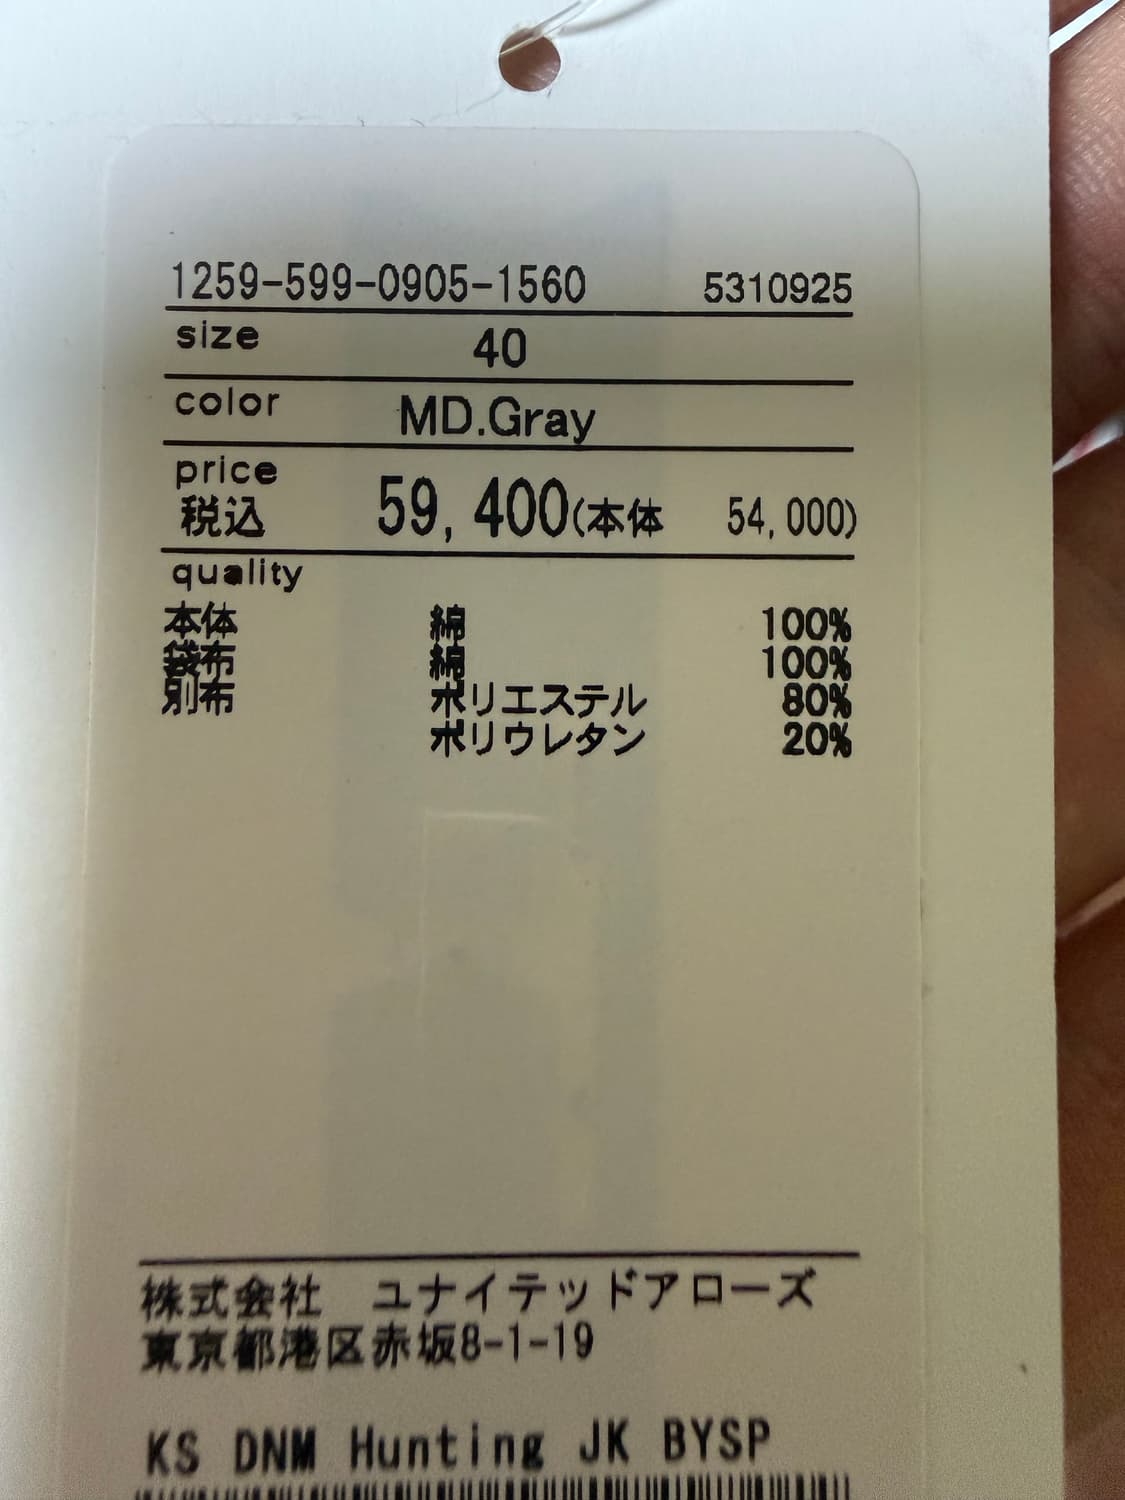 1259-599-0905-1560 5310925
size 40
color MD.Gray
price
税込 59,400(本体 54,000)
quality
本体 綿 100%
袋布 綿 100%
別布 ポリエステル 80%
ポリウレタン 20%
株式会社 ユナイテッドアローズ
東京都港区赤坂8-1-19
KS DNM Hunting JK BYSP